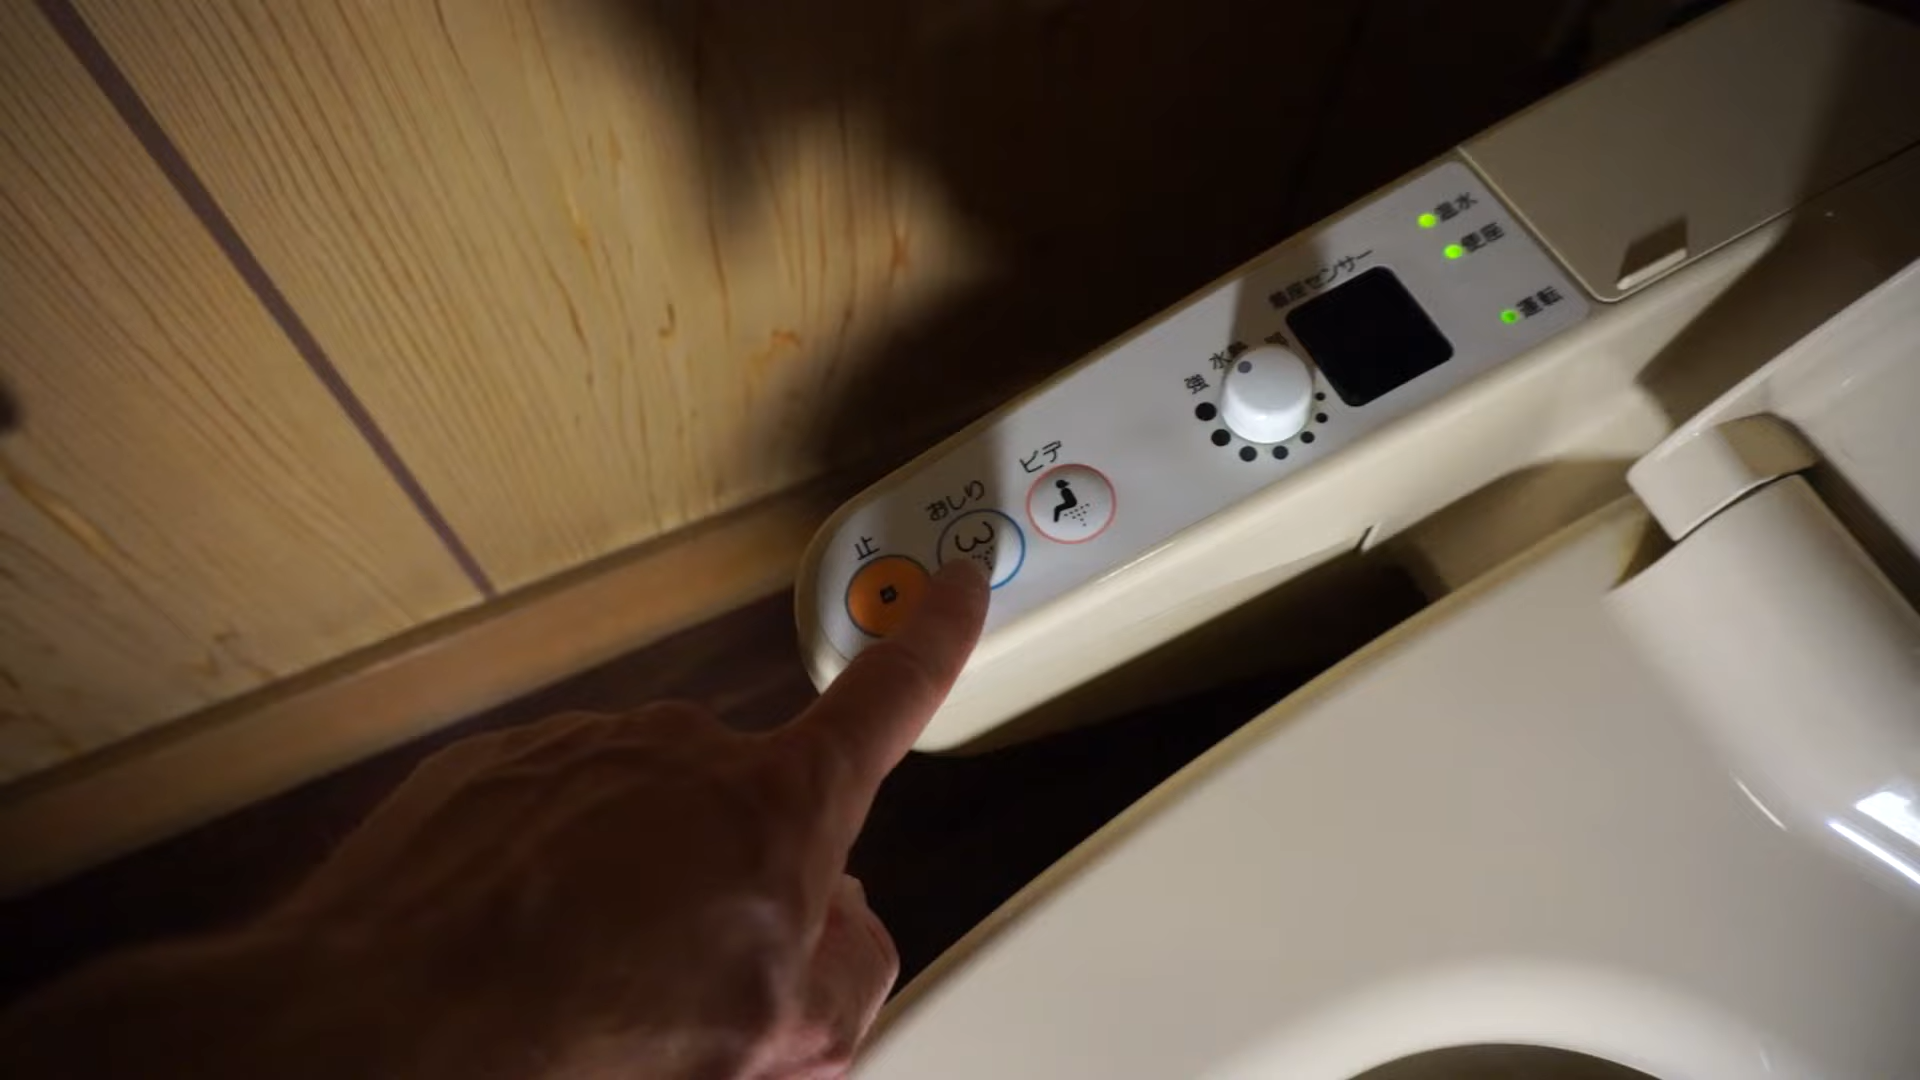 温水
便座
運転
着座センサー
水勢
強
ビデ
おしり
止